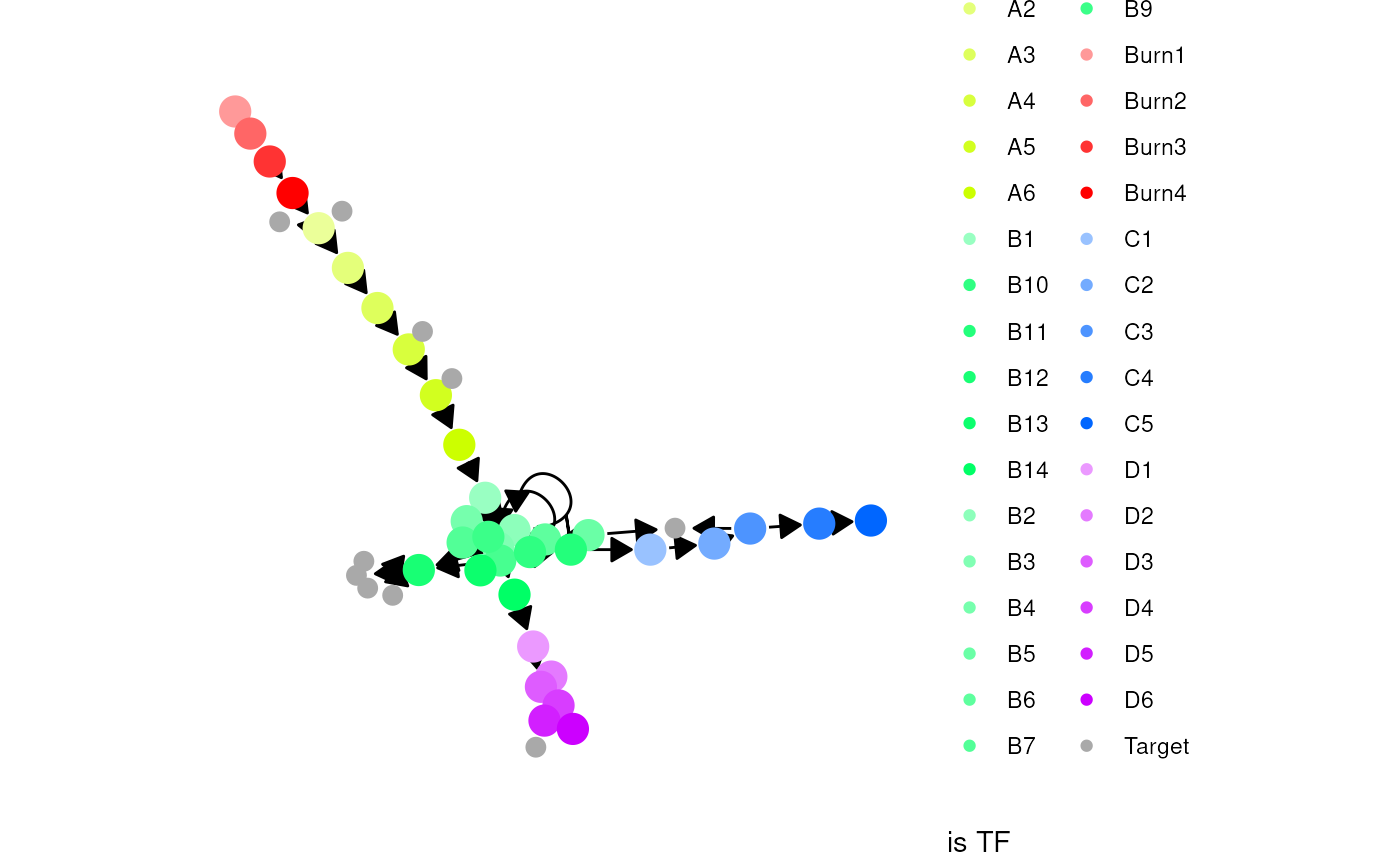 A2 B9
A3 Burn1
A4 Burn2
A5 Burn3
A6 Burn4
B1 C1
B10 C2
B11 C3
B12 C4
B13 C5
B14 D1
B2 D2
B3 D3
B4 D4
B5 D5
B6 D6
B7 Target
is TF